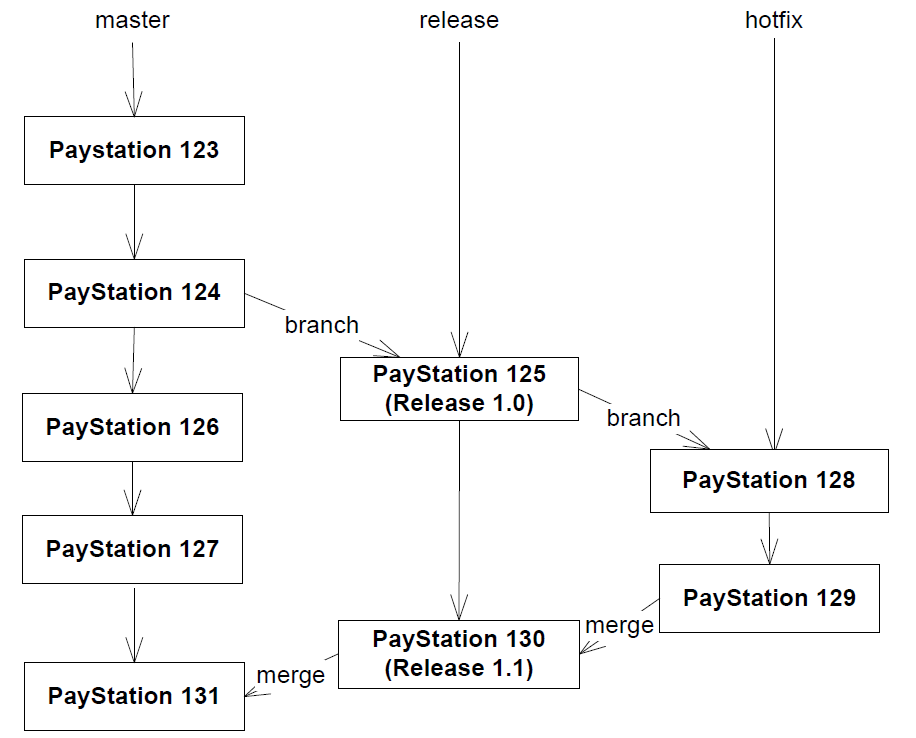 master
release
hotfix
Paystation 123
PayStation 124
branch
PayStation 125
(Release 1.0)
branch
PayStation 126
PayStation 128
PayStation 127
PayStation 129
merge
PayStation 130
(Release 1.1)
merge
PayStation 131